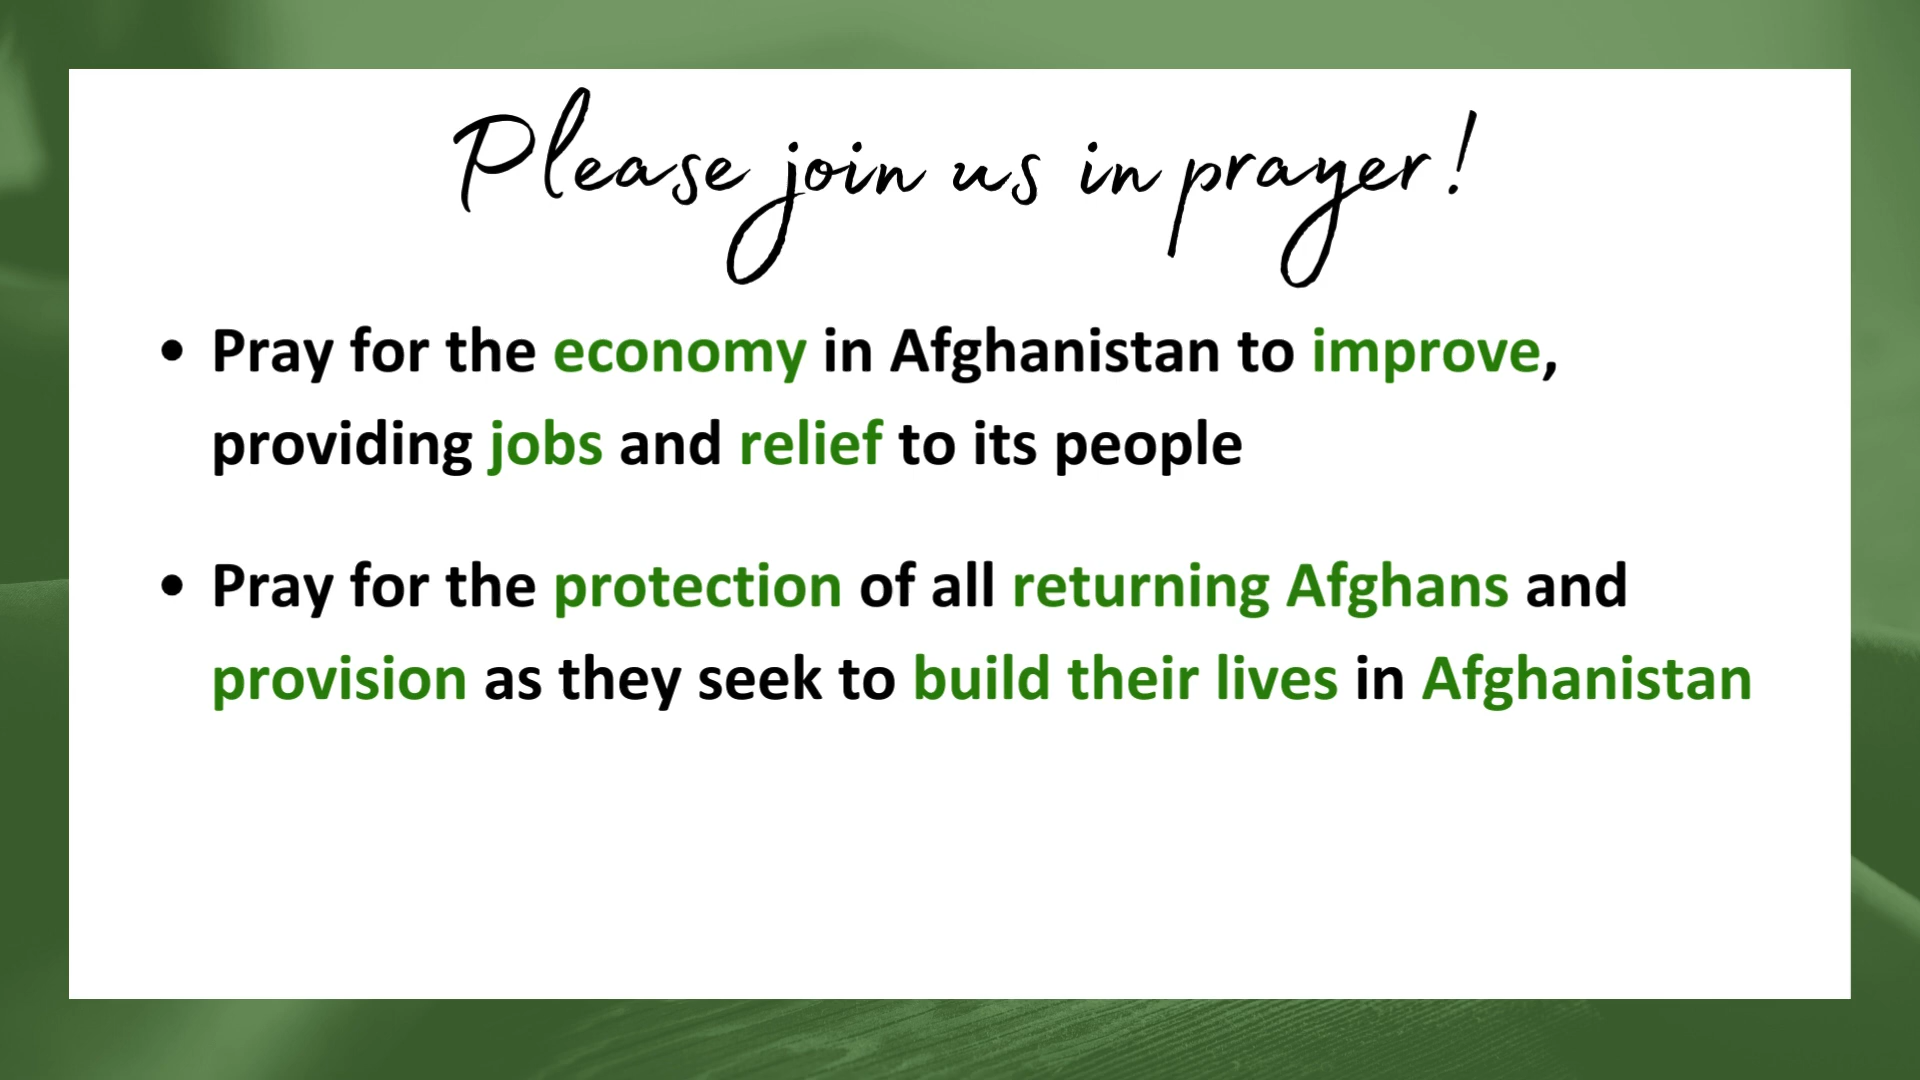 Please join us in prayer!
• Pray for the economy in Afghanistan to improve,
providing jobs and relief to its people
• Pray for the protection of all returning Afghans and
provision as they seek to build their lives in Afghanistan